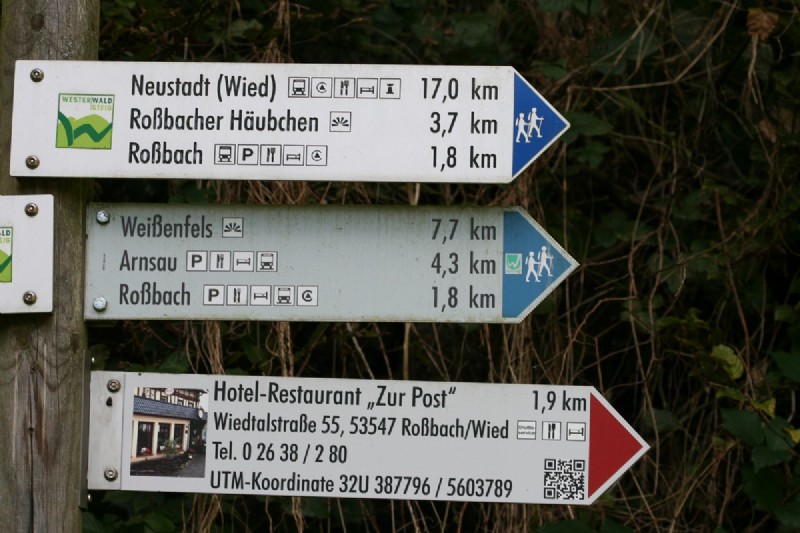 Neustadt (Wied) 17,0 km
WESTERWALD
STEIG
Roßbacher Häubchen 3,7 km
Roßbach P 1,8 km
Weißenfels 7,7 km
Arnsau P 4,3 km
Roßbach P 1,8 km
Hotel-Restaurant „Zur Post“ 1,9 km
Wiedtalstraße 55, 53547 Roßbach/Wied
Tel. 0 26 38 / 2 80
UTM-Koordinate 32U 387796 / 5603789